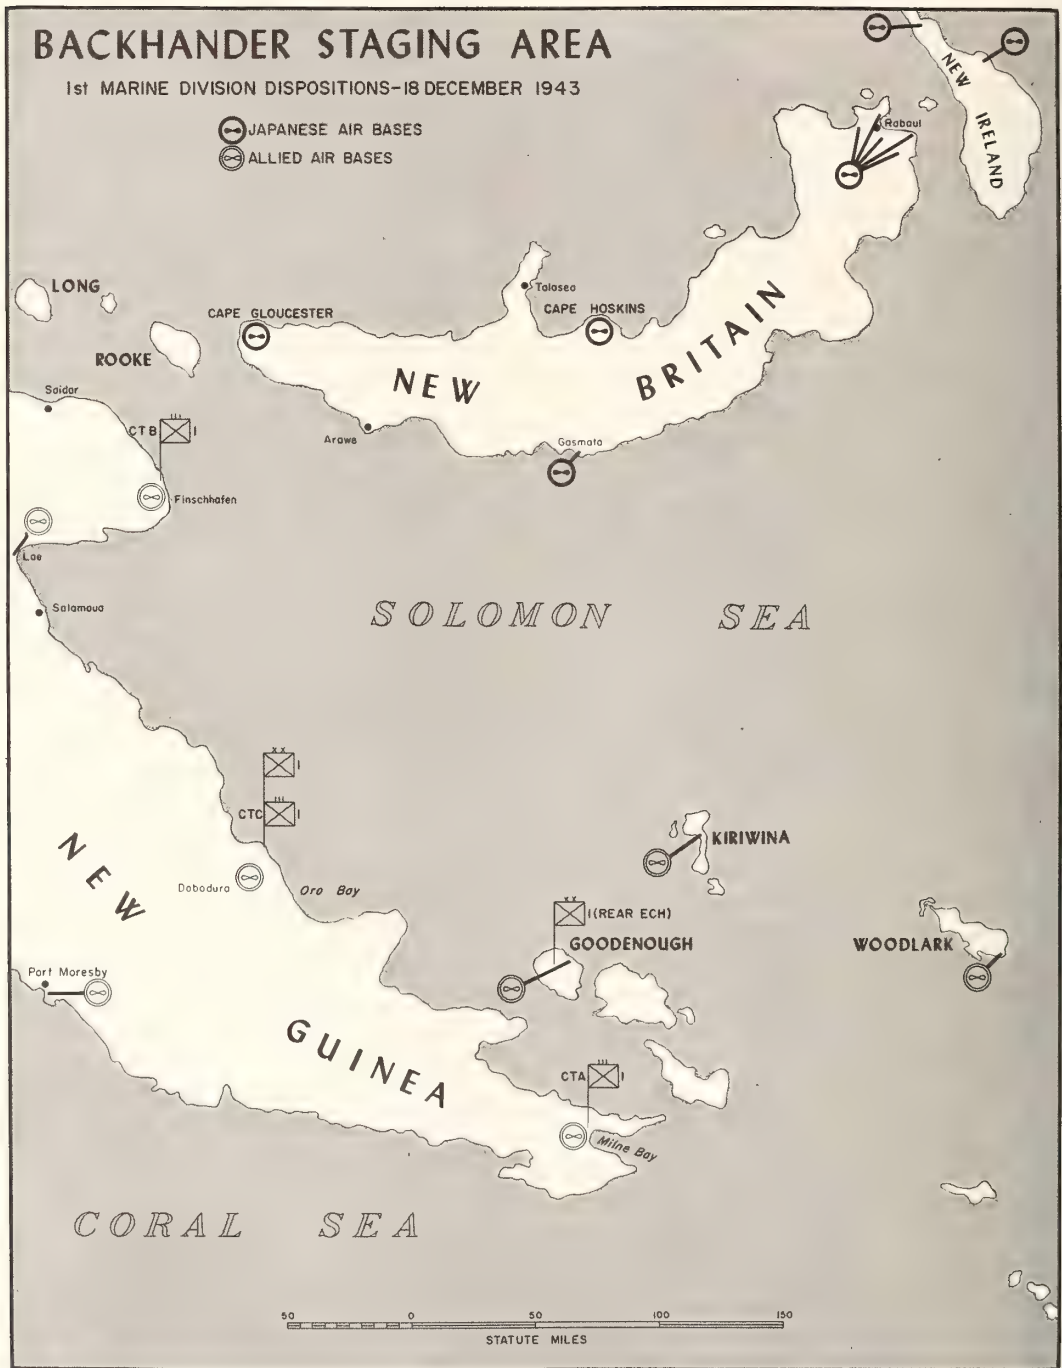 BACKHANDER STAGING AREA
1st MARINE DIVISION DISPOSITIONS-18 DECEMBER 1943
JAPANESE AIR BASES
ALLIED AIR BASES
NEW
IRELAND
Rabaul
LONG
Talasea
CAPE GLOUCESTER
CAPE HOSKINS
ROOKE
NEW
BRITAIN
Saidor
CTB
I
Arawe
Gasmata
Finschhafen
Lae
Salamaua
SOLOMON SEA
I
CTC
I
KIRIWINA
NEW
Dobodura
Oro Bay
I (REAR ECH)
GOODENOUGH
WOODLARK
Port Moresby
GUINEA
CTA
I
Milne Bay
CORAL SEA
50 0 50 100 150
STATUTE MILES